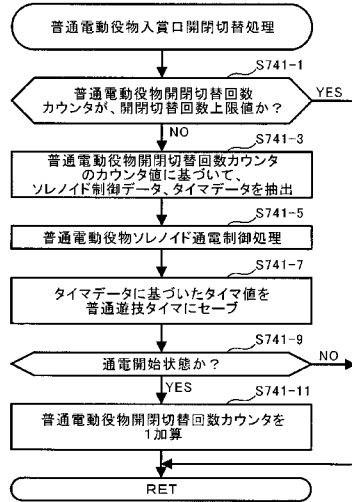 普通電動役物入賞口開閉切替処理
S741-1
普通電動役物開閉切替回数
カウンタが、開閉切替回数上限値か？
YES
NO
S741-3
普通電動役物開閉切替回数カウンタ
のカウンタ値に基づいて、
ソレノイド制御データ、タイマデータを抽出
S741-5
普通電動役物ソレノイド通電制御処理
S741-7
タイマデータに基づいたタイマ値を
普通遊技タイマにセーブ
S741-9
通電開始状態か？
NO
YES
S741-11
普通電動役物開閉切替回数カウンタを
1加算
RET